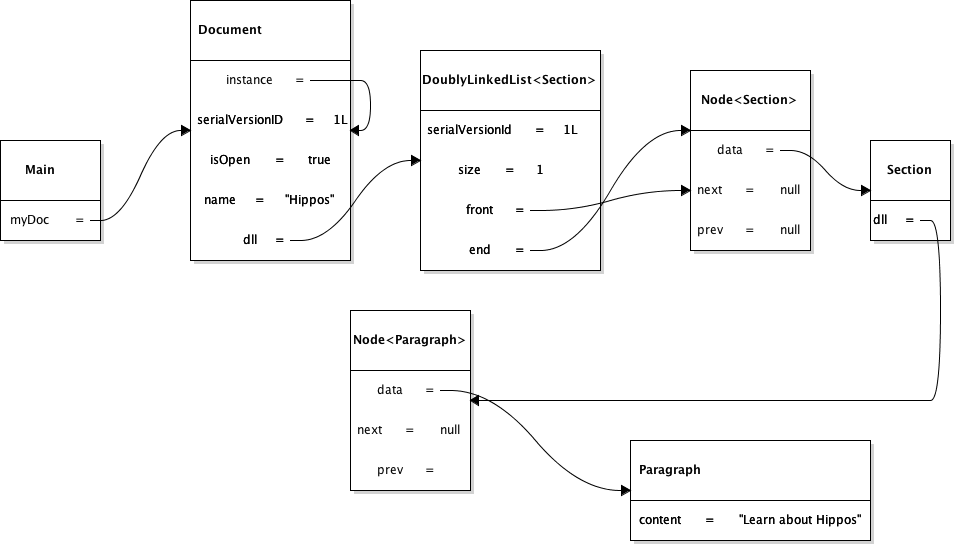 Document
instance =
serialVersionID = 1L
isOpen = true
name = "Hippos"
dll =
DoublyLinkedList<Section>
serialVersionId = 1L
size = 1
front =
end =
Node<Section>
data =
next = null
prev = null
Main
myDoc =
Section
dll =
Node<Paragraph>
data =
next = null
prev =
Paragraph
content = "Learn about Hippos"